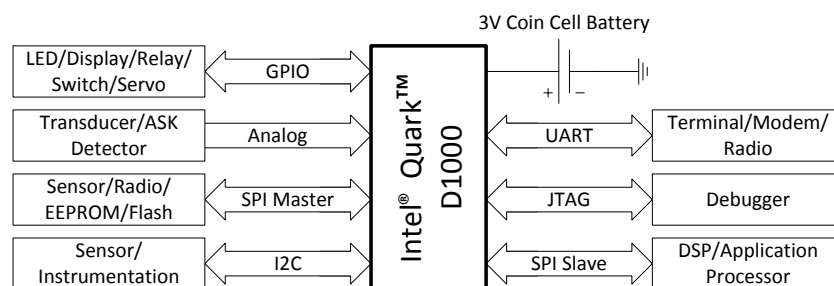 3V Coin Cell Battery
LED/Display/Relay/
Switch/Servo
GPIO
+ −
Transducer/ASK
Detector
Analog
Intel® Quark™
D1000
UART
Terminal/Modem/
Radio
Sensor/Radio/
EEPROM/Flash
SPI Master
JTAG
Debugger
Sensor/
Instrumentation
I2C
SPI Slave
DSP/Application
Processor